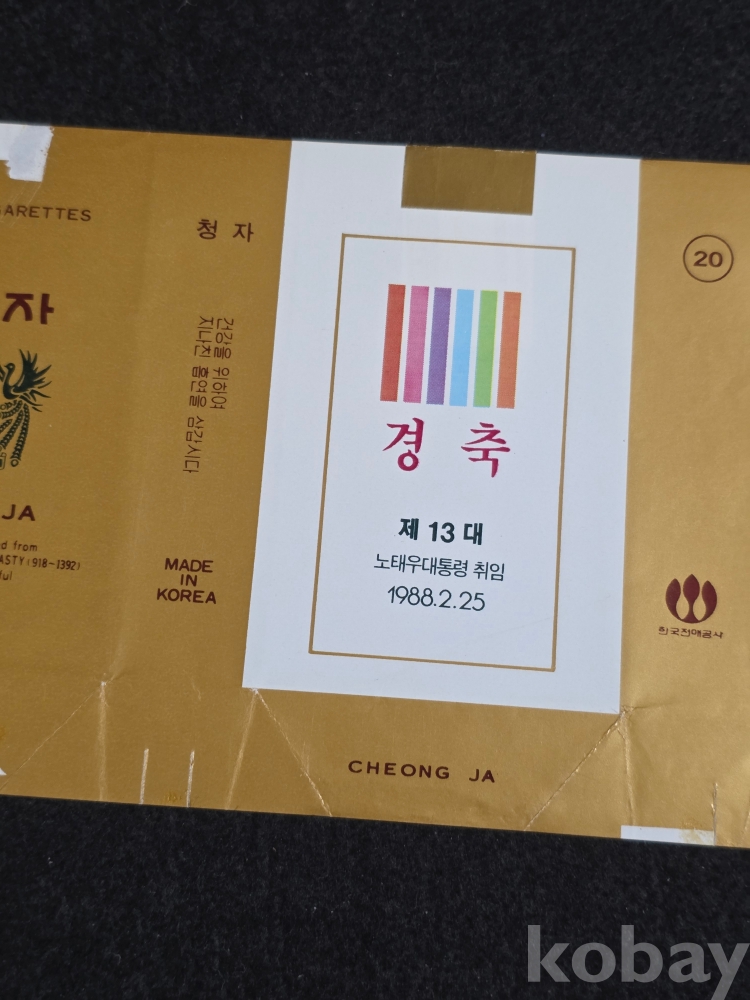 자
JA
d from
ASTY (918-1392)
ful
청 자
건강을 위하여
지나친 흡연을 삼갑시다
MADE
IN
KOREA
경 축
제 13 대
노태우대통령 취임
1988.2.25
CHEONG JA
20
한국전매공사
kobay